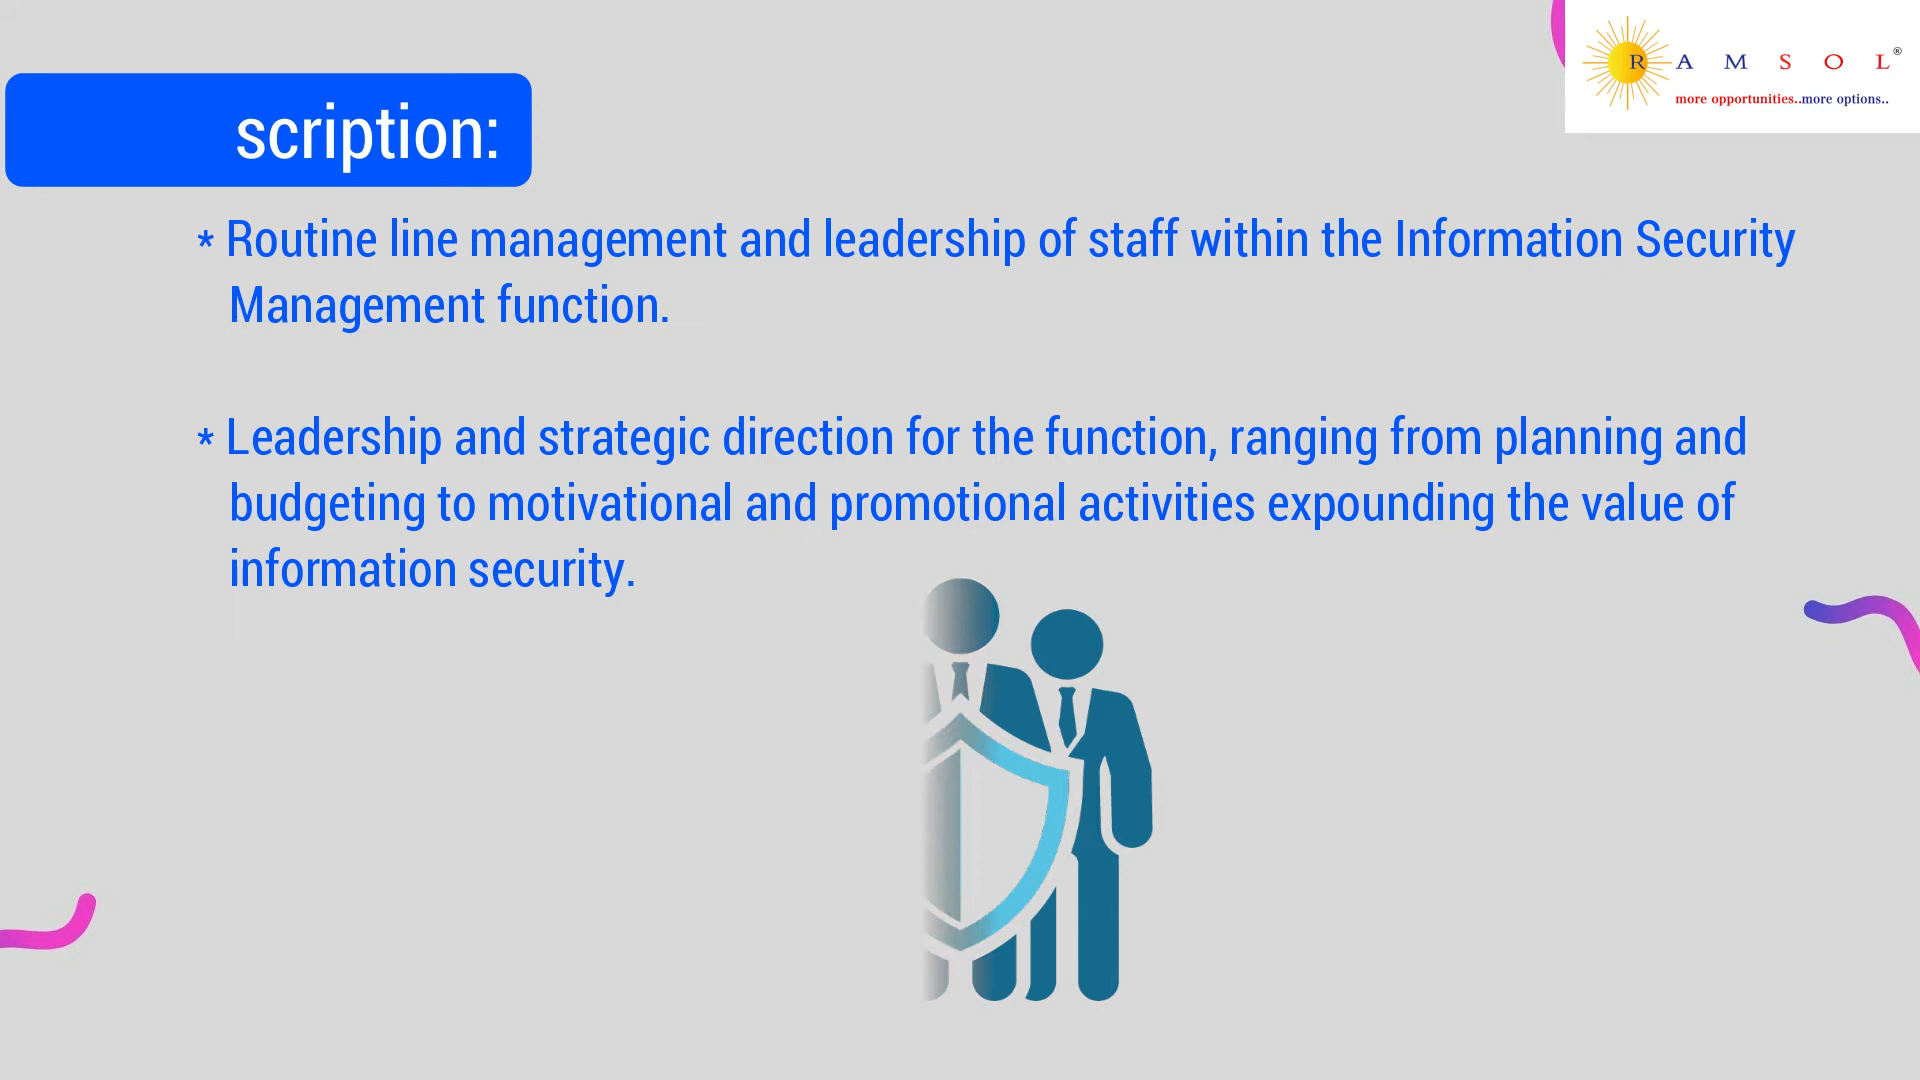 scription:
* Routine line management and leadership of staff within the Information Security
Management function.
* Leadership and strategic direction for the function, ranging from planning and
budgeting to motivational and promotional activities expounding the value of
information security.
R A M S O L ®
more opportunities..more options..